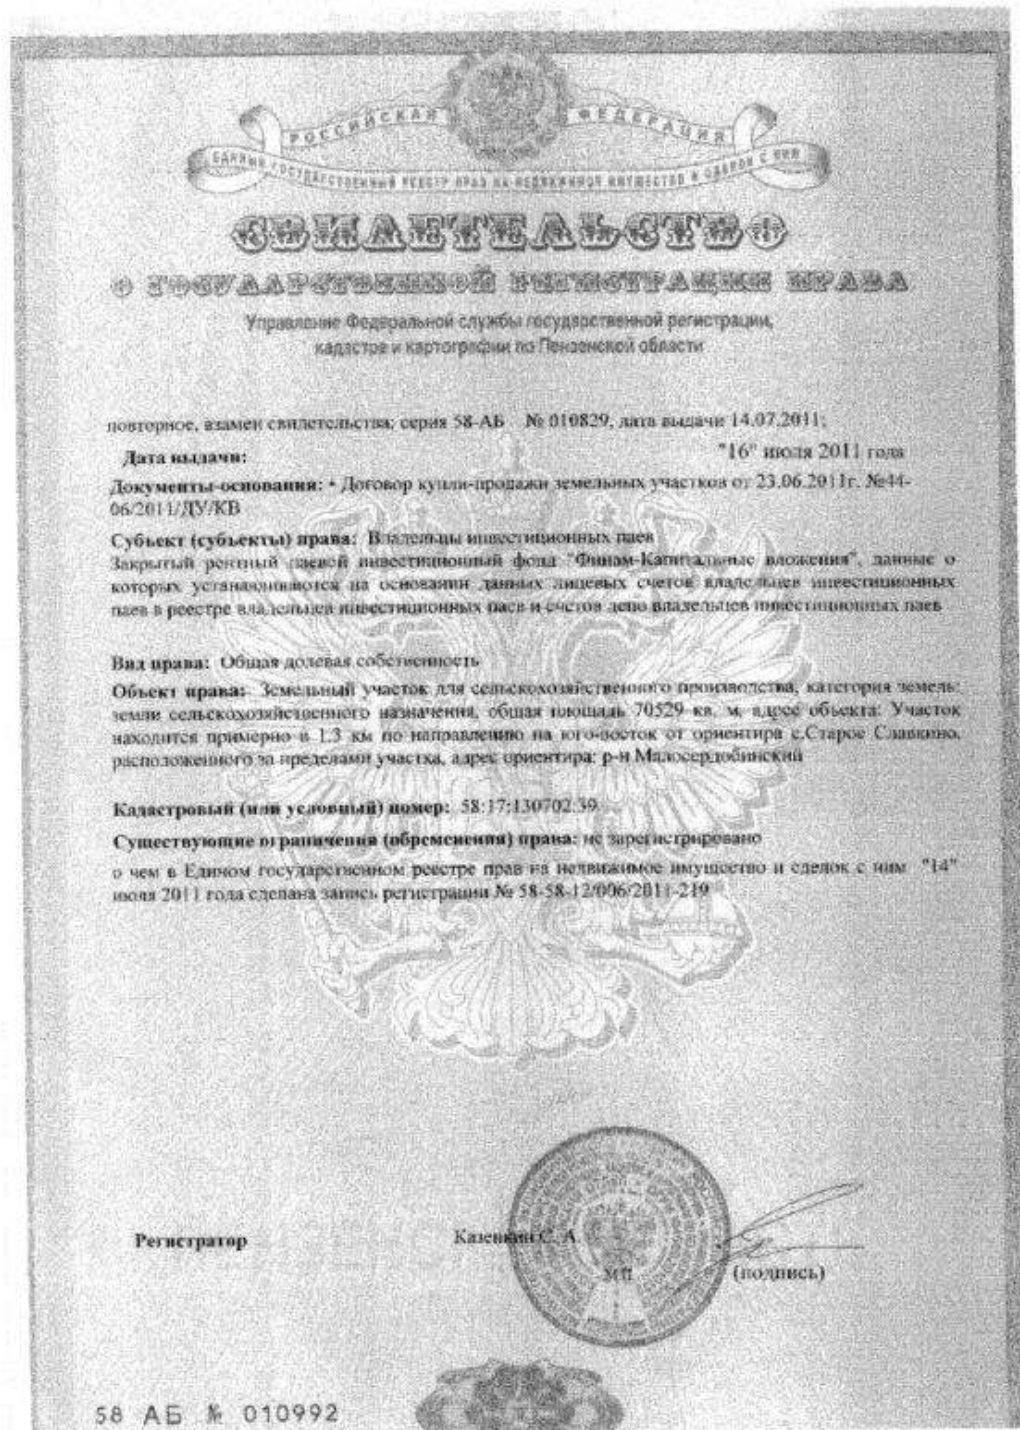 РОССИЙСКАЯ ФЕДЕРАЦИЯ
ЕДИНЫЙ ГОСУДАРСТВЕННЫЙ РЕЕСТР ПРАВ НА НЕДВИЖИМОЕ ИМУЩЕСТВО И СДЕЛОК С НИМ
СВИДЕТЕЛЬСТВО
О ГОСУДАРСТВЕННОЙ РЕГИСТРАЦИИ ПРАВА
Управление Федеральной службы государственной регистрации,
кадастра и картографии по Пензенской области
повторное, взамен свидетельства: серия 58-АБ № 010829, дата выдачи 14.07.2011;
Дата выдачи: "16" июля 2011 года
Документы-основания: • Договор купли-продажи земельных участков от 23.06.2011г. №44-
06/2011/ДУ/КВ
Субъект (субъекты) права: Владельцы инвестиционных паев
Закрытый рентный паевой инвестиционный фонд "Финам-Капитальные вложения", данные о
которых устанавливаются на основании данных лицевых счетов владельцев инвестиционных
паев в реестре владельцев инвестиционных паев и счетов депо владельцев инвестиционных паев
Вид права: Общая долевая собственность
Объект права: Земельный участок для сельскохозяйственного производства, категория земель:
земли сельскохозяйственного назначения, общая площадь 70529 кв. м, адрес объекта: Участок
находится примерно в 1.3 км по направлению на юго-восток от ориентира с.Старое Славкино,
расположенного за пределами участка, адрес ориентира: р-н Малосердобинский
Кадастровый (или условный) номер: 58:17:130702:39
Существующие ограничения (обременения) права: не зарегистрировано
о чем в Едином государственном реестре прав на недвижимое имущество и сделок с ним "14"
июля 2011 года сделана запись регистрации № 58-58-12/006/2011-219
Регистратор Казенкин С. А.
М.П. (подпись)
58 АБ № 010992